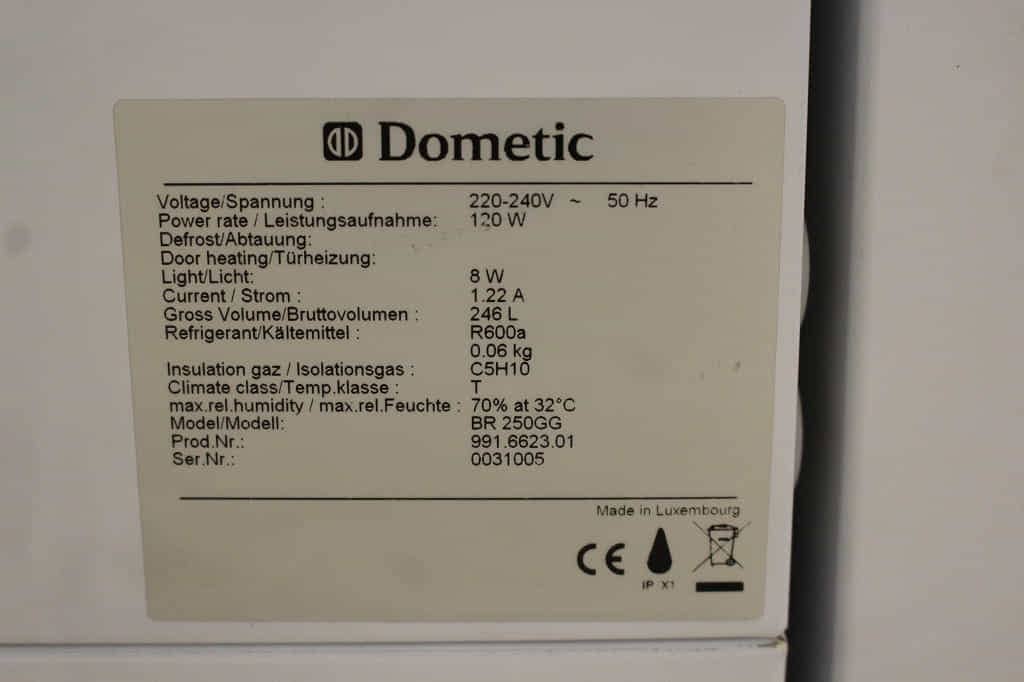 Dometic
Voltage/Spannung : 220-240V ~ 50 Hz
Power rate / Leistungsaufnahme: 120 W
Defrost/Abtauung:
Door heating/Türheizung:
Light/Licht: 8 W
Current / Strom : 1.22 A
Gross Volume/Bruttovolumen : 246 L
Refrigerant/Kältemittel : R600a
0.06 kg
Insulation gaz / Isolationsgas : C5H10
Climate class/Temp.klasse : T
max.rel.humidity / max.rel.Feuchte : 70% at 32°C
Model/Modell: BR 250GG
Prod.Nr.: 991.6623.01
Ser.Nr.: 0031005
Made in Luxembourg
CE
IP X1